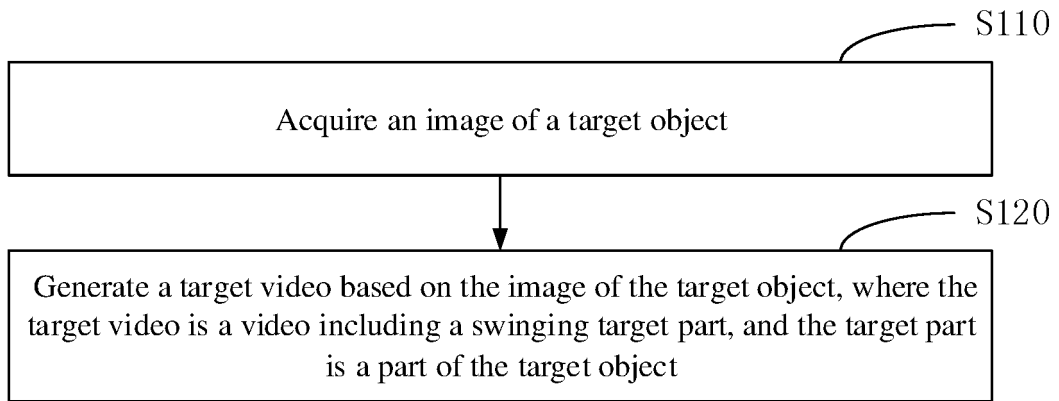 S110
Acquire an image of a target object
S120
Generate a target video based on the image of the target object, where the
target video is a video including a swinging target part, and the target part
is a part of the target object